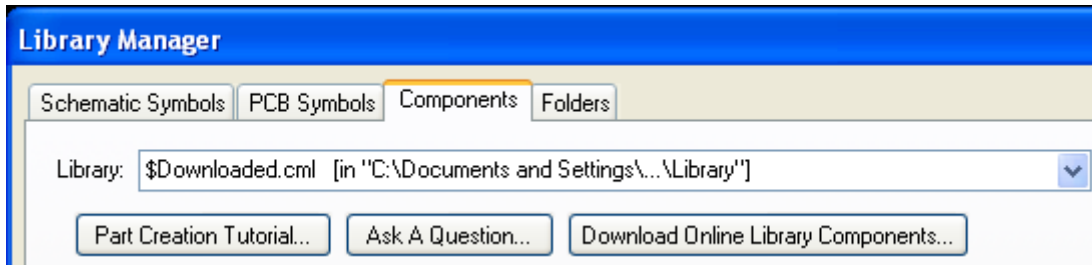 Library Manager
Schematic Symbols PCB Symbols Components Folders
Library: $Downloaded.cml [in "C:\Documents and Settings\...\Library"]
Part Creation Tutorial... Ask A Question... Download Online Library Components...